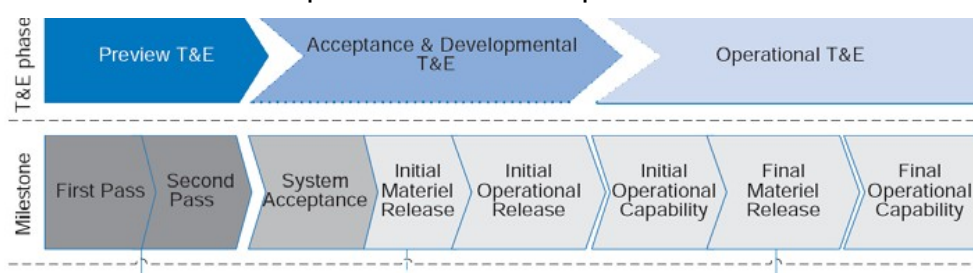 T&E phase
Preview T&E
Acceptance & Developmental
T&E
Operational T&E
Milestone
First Pass
Second
Pass
System
Acceptance
Initial
Materiel
Release
Initial
Operational
Release
Initial
Operational
Capability
Final
Materiel
Release
Final
Operational
Capability